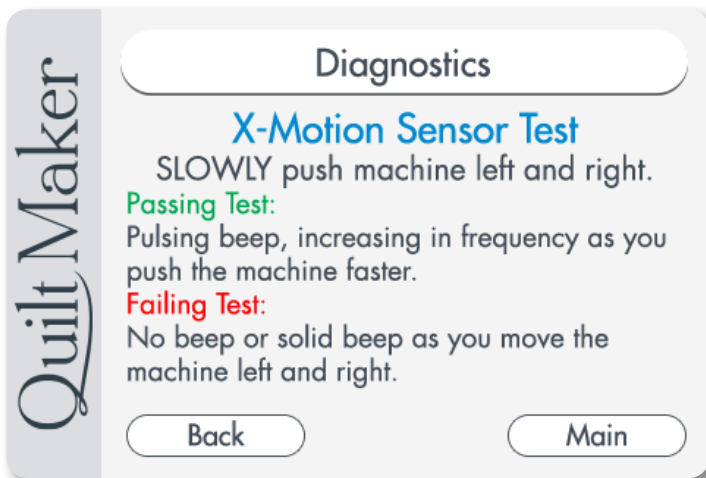 Quilt Maker
Diagnostics
X-Motion Sensor Test
SLOWLY push machine left and right.
Passing Test:
Pulsing beep, increasing in frequency as you
push the machine faster.
Failing Test:
No beep or solid beep as you move the
machine left and right.
Back
Main